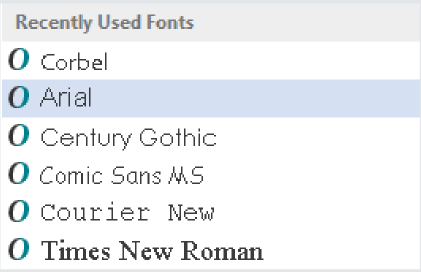 Recently Used Fonts
O Corbel
O Arial
O Century Gothic
O Comic Sans MS
O Courier New
O Times New Roman